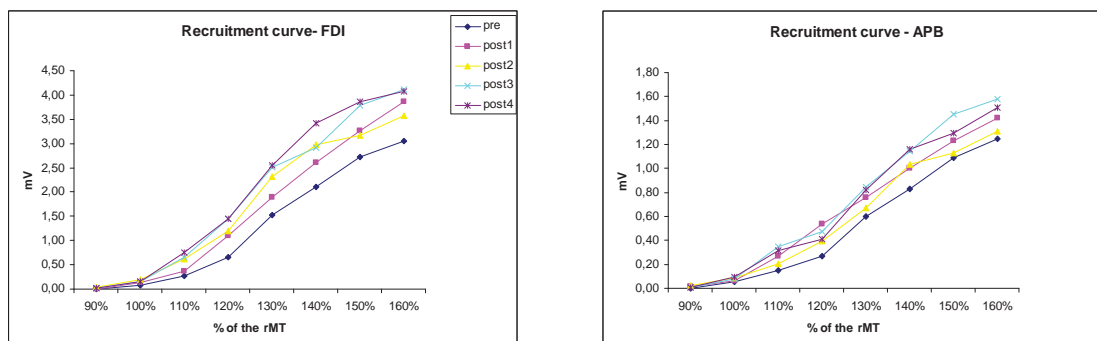 Recruitment curve- FDI
pre
post1
post2
post3
post4
5,00
4,50
4,00
3,50
3,00
2,50
2,00
1,50
1,00
0,50
0,00
mV
90% 100% 110% 120% 130% 140% 150% 160%
% of the rMT
Recruitment curve - APB
1,80
1,60
1,40
1,20
1,00
0,80
0,60
0,40
0,20
0,00
mV
90% 100% 110% 120% 130% 140% 150% 160%
% of the rMT